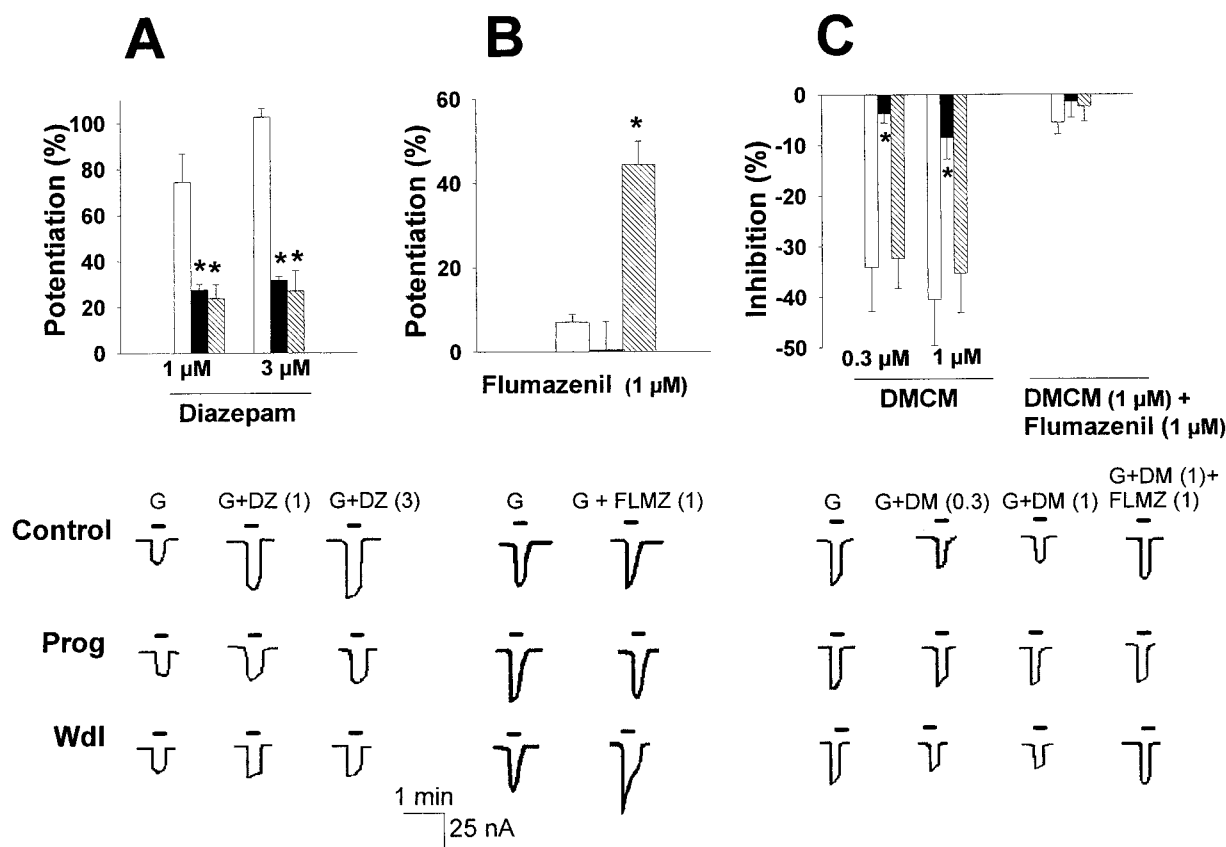 A
B
C
Potentiation (%)
100
80
60
40
20
0
* *
* *
1 µM
3 µM
Diazepam
Potentiation (%)
60
40
20
0
*
Flumazenil (1 µM)
Inhibition (%)
0
-10
-20
-30
-40
-50
*
*
0.3 µM
1 µM
DMCM
DMCM (1 µM) +
Flumazenil (1 µM)
G
G+DZ (1)
G+DZ (3)
G
G + FLMZ (1)
G
G+DM (0.3)
G+DM (1)
G+DM (1)+
FLMZ (1)
Control
Prog
Wdl
1 min
25 nA